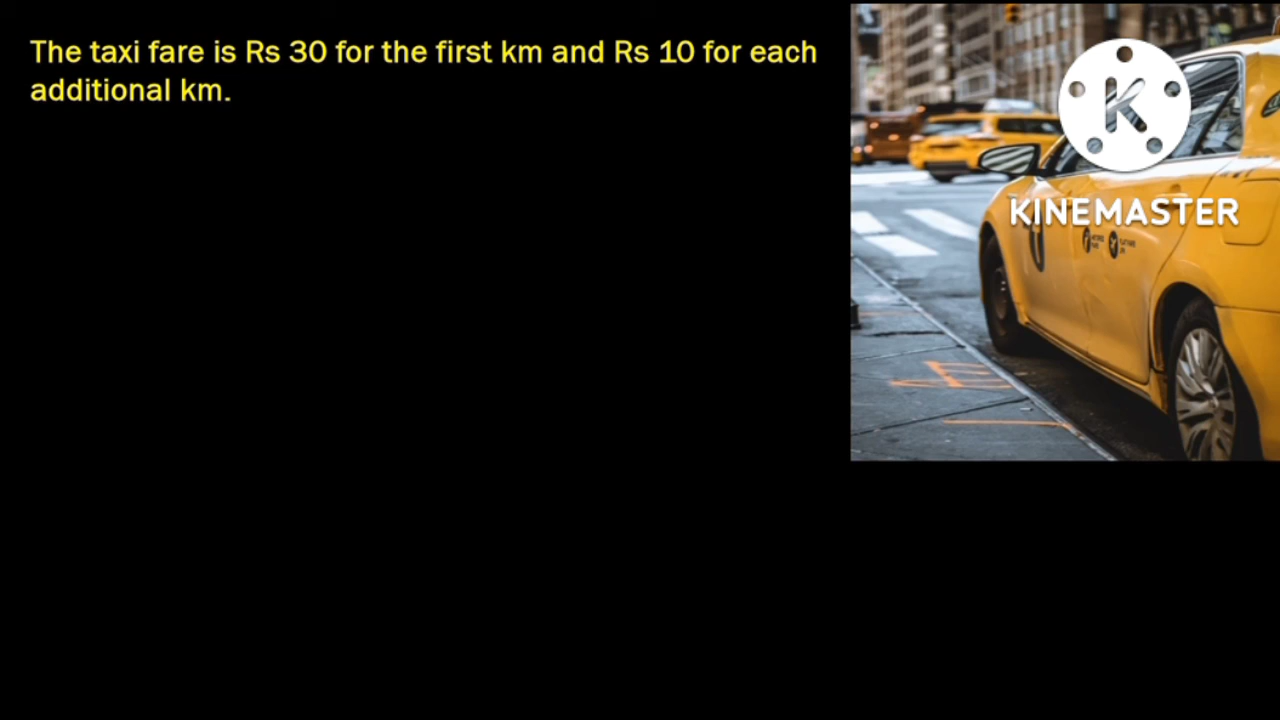 The taxi fare is Rs 30 for the first km and Rs 10 for each
additional km.
KINEMASTER